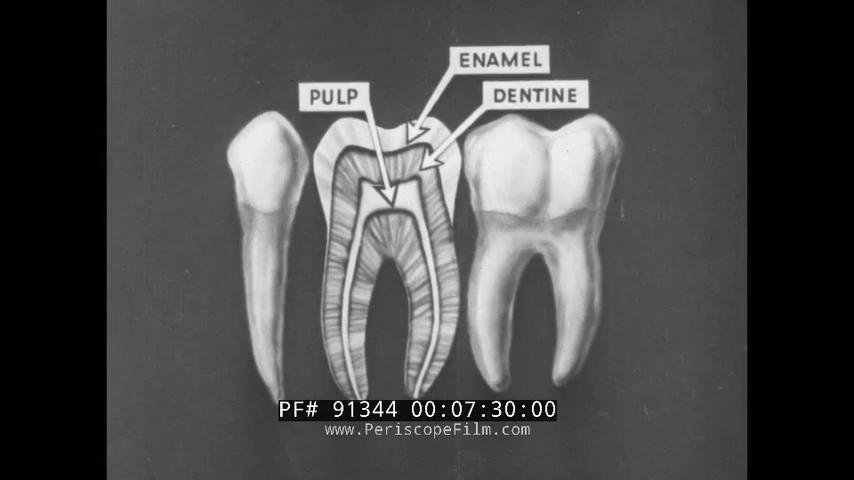 ENAMEL
PULP
DENTINE
PF# 91344 00:07:30:00
www.PeriscopeFilm.com